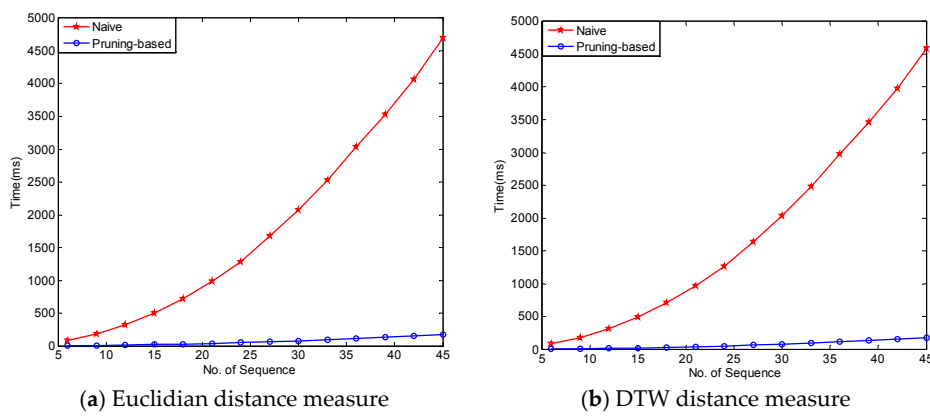 5000
4500
4000
3500
3000
2500
2000
1500
1000
500
0
Time(ms)
Naive
Pruning-based
5 10 15 20 25 30 35 40 45
No. of Sequence
(a) Euclidian distance measure
5000
4500
4000
3500
3000
2500
2000
1500
1000
500
0
Time(ms)
Naive
Pruning-based
5 10 15 20 25 30 35 40 45
No. of Sequence
(b) DTW distance measure